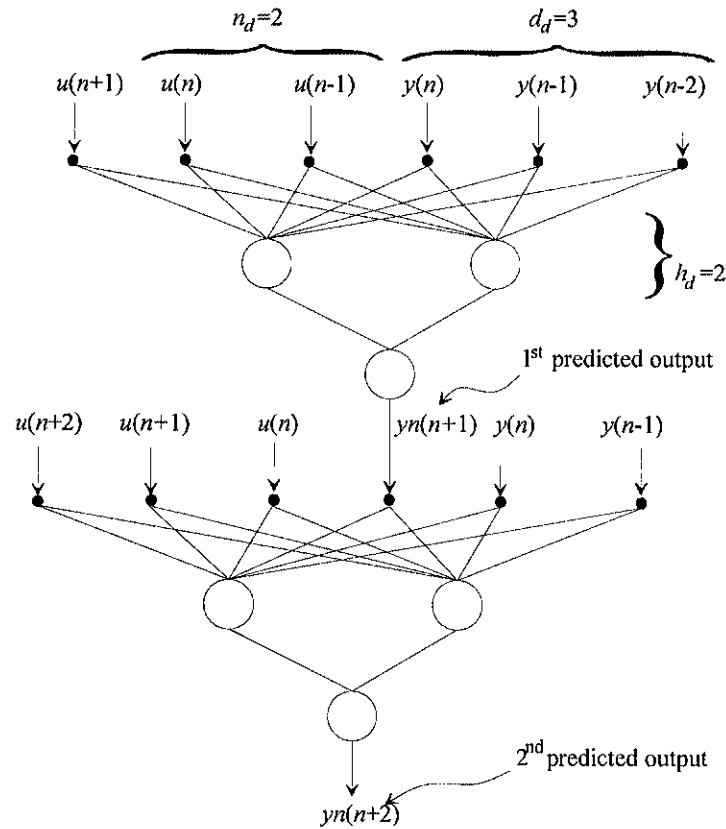 n_d=2 d_d=3
u(n+1) u(n) u(n-1) y(n) y(n-1) y(n-2)
h_d=2
1st predicted output
u(n+2) u(n+1) u(n) yn(n+1) y(n) y(n-1)
2nd predicted output
yn(n+2)